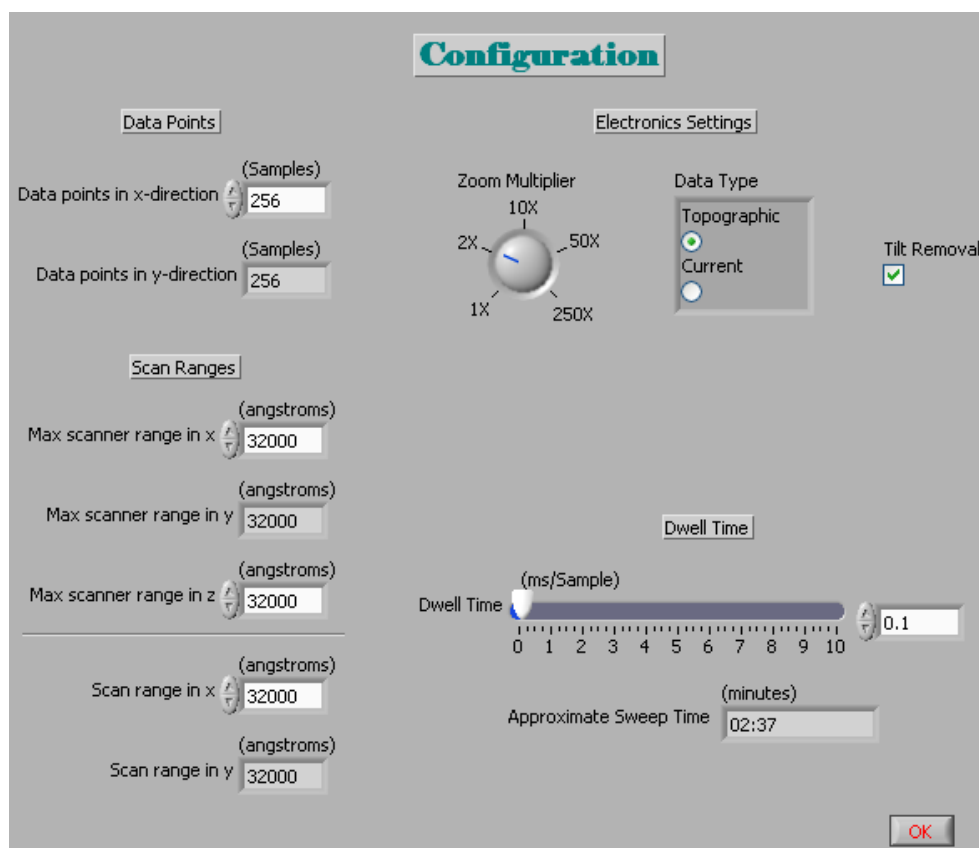 Configuration
Data Points
(Samples)
Data points in x-direction 256
(Samples)
Data points in y-direction 256
Scan Ranges
(angstroms)
Max scanner range in x 32000
(angstroms)
Max scanner range in y 32000
(angstroms)
Max scanner range in z 32000
(angstroms)
Scan range in x 32000
(angstroms)
Scan range in y 32000
Electronics Settings
Zoom Multiplier
10X
2X 50X
1X 250X
Data Type
Topographic
Current
Tilt Removal
Dwell Time
(ms/Sample)
Dwell Time 0.1
0 1 2 3 4 5 6 7 8 9 10
(minutes)
Approximate Sweep Time 02:37
OK